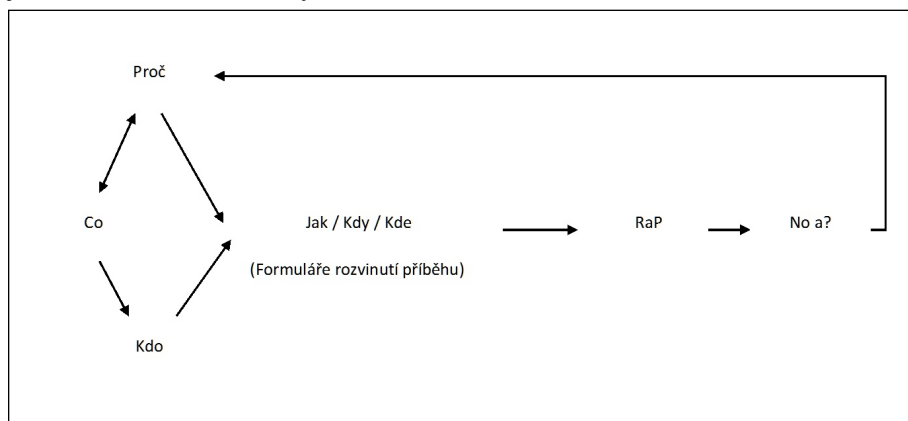 Proč
Co
Jak / Kdy / Kde
RaP
No a?
(Formuláře rozvinutí příběhu)
Kdo